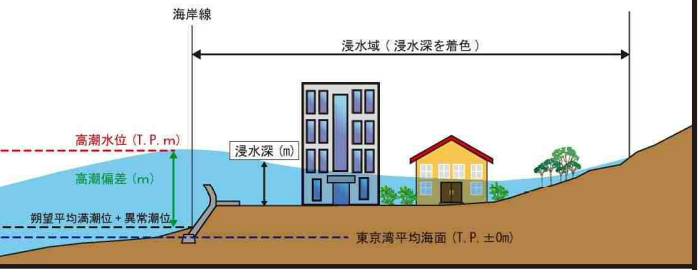 海岸線
浸水域(浸水深を着色)
高潮水位(T.P.m)
浸水深(m)
高潮偏差(m)
朔望平均満潮位+異常潮位
東京湾平均海面(T.P.±0m)